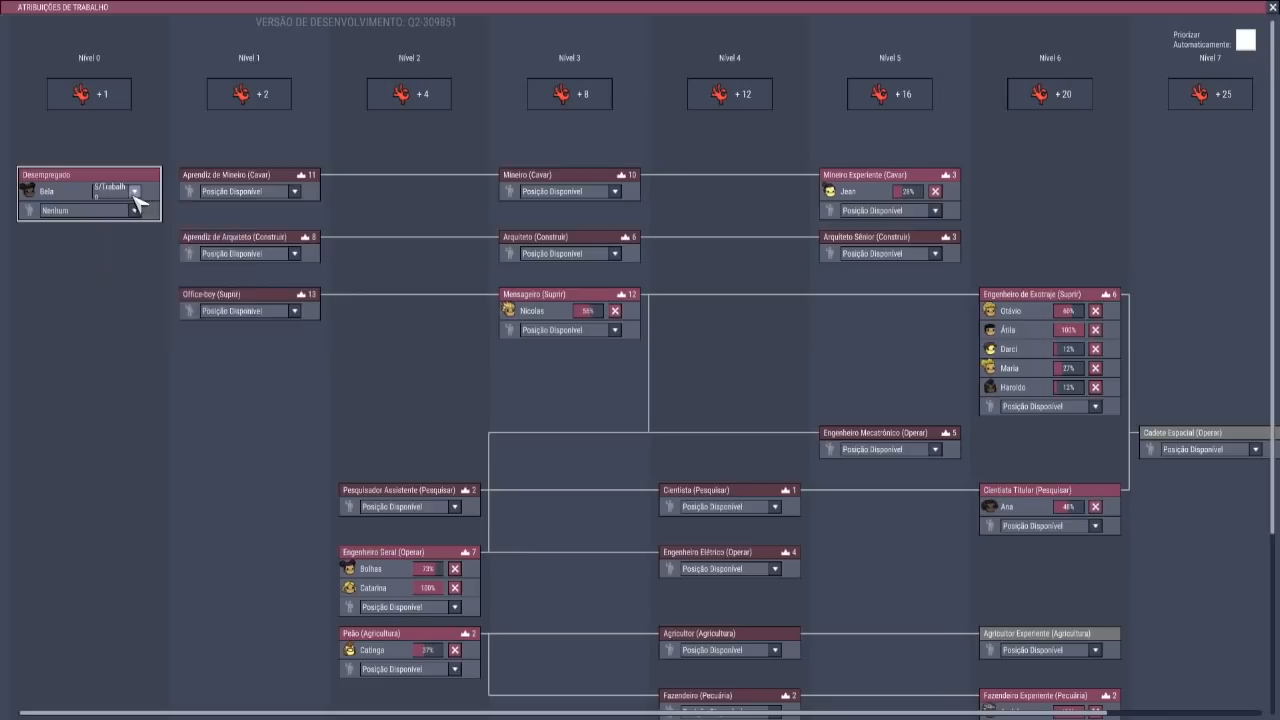 ATRIBUIÇÕES DE TRABALHO
VERSÃO DE DESENVOLVIMENTO: Q2-309851
Priorizar
Automaticamente:
Nível 0
Nível 1
Nível 2
Nível 3
Nível 4
Nível 5
Nível 6
Nível 7
+ 1
+ 2
+ 4
+ 8
+ 12
+ 16
+ 20
+ 25
Desempregado
Bela
S/Trabalh
o
Nenhum
Aprendiz de Mineiro (Cavar) 11
Posição Disponível
Mineiro (Cavar) 10
Posição Disponível
Mineiro Experiente (Cavar) 3
Jean 28%
Posição Disponível
Aprendiz de Arquiteto (Construir) 8
Posição Disponível
Arquiteto (Construir) 6
Posição Disponível
Arquiteto Sênior (Construir) 3
Posição Disponível
Office-boy (Suprir) 13
Posição Disponível
Mensageiro (Suprir) 12
Nicolas 56%
Posição Disponível
Engenheiro de Exotraje (Suprir) 6
Otávio 60%
Átila 100%
Darci 12%
Maria 27%
Haroldo 12%
Posição Disponível
Engenheiro Mecatrônico (Operar) 5
Posição Disponível
Cadete Espacial (Operar)
Posição Disponível
Pesquisador Assistente (Pesquisar) 2
Posição Disponível
Cientista (Pesquisar) 1
Posição Disponível
Cientista Titular (Pesquisar)
Ana 48%
Posição Disponível
Engenheiro Geral (Operar) 7
Bolhas 73%
Catarina 100%
Posição Disponível
Engenheiro Elétrico (Operar) 4
Posição Disponível
Peão (Agricultura) 2
Catinga 37%
Posição Disponível
Agricultor (Agricultura)
Posição Disponível
Agricultor Experiente (Agricultura)
Posição Disponível
Fazendeiro (Pecuária) 2
Fazendeiro Experiente (Pecuária) 2